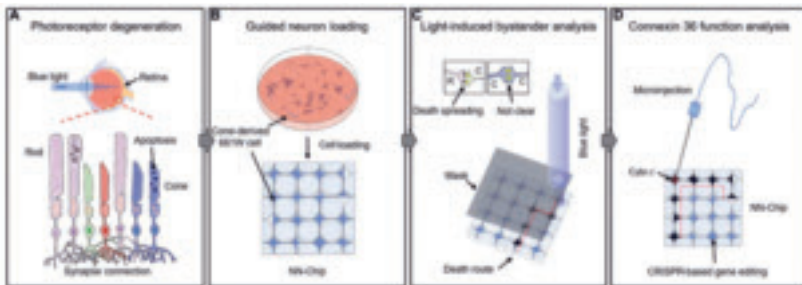 A
Photoreceptor degeneration
Blue light
Retina
Rod
Apoptosis
Cone
Synapse connection
B
Guided neuron loading
Cone-derived
661W cell
Cell loading
NN-Chip
C
Light-induced bystander analysis
C
C
C
Death spreading
Not clear
Blue light
Mask
Death route
D
Connexin 36 function analysis
Microinjection
Cyto c
NN-Chip
CRISPR-based gene editing